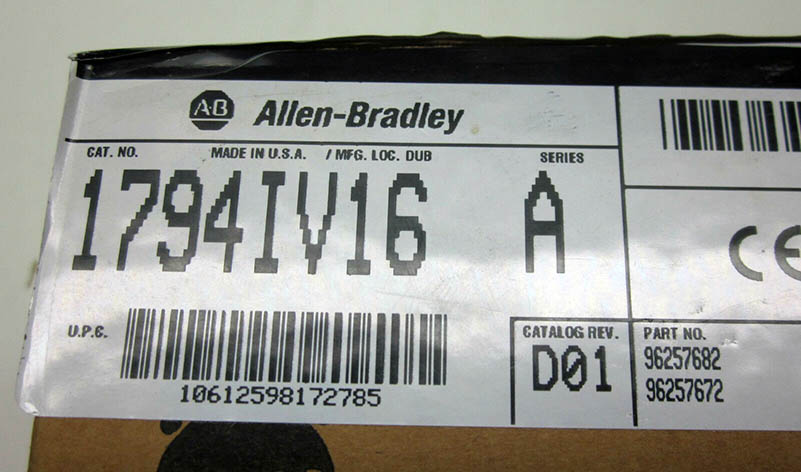 A·B Allen-Bradley
CAT. NO. MADE IN U.S.A. / MFG. LOC. DUB SERIES
1794IV16 A
CE
U.P.C.
10612598172785
CATALOG REV. PART NO.
D01 96257682
96257672